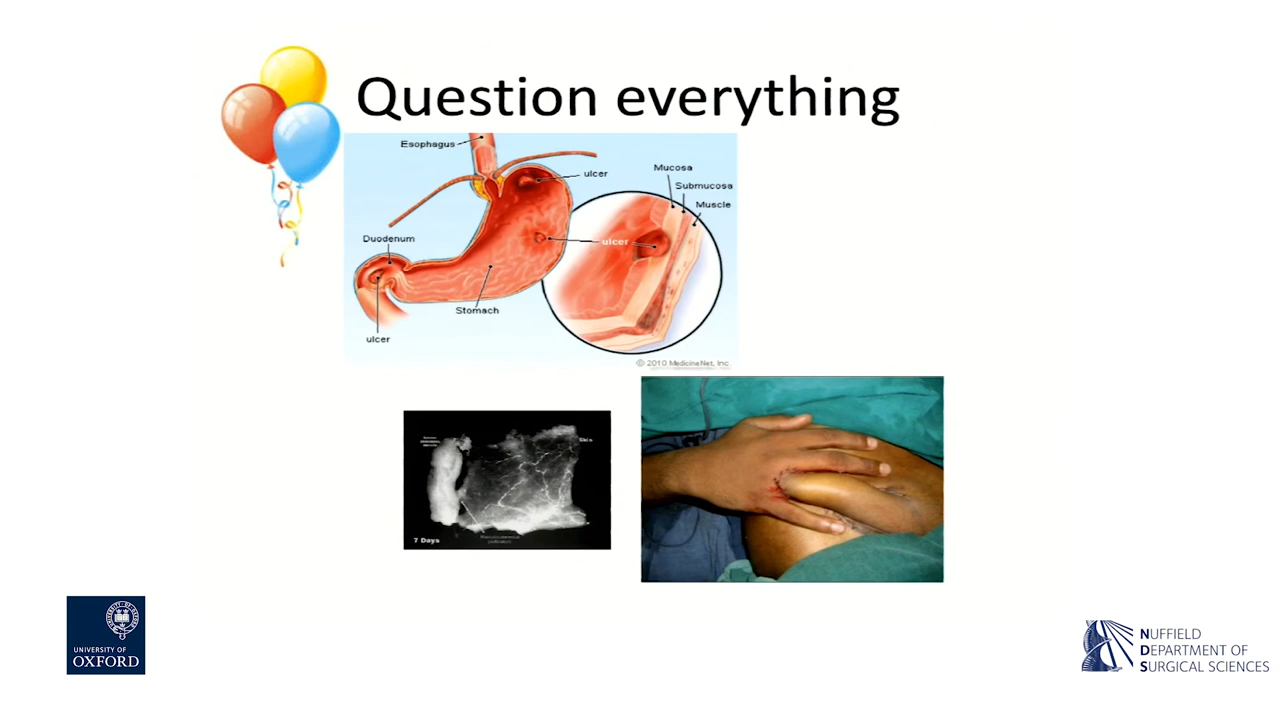 Question everything
Esophagus
ulcer
Mucosa
Submucosa
Muscle
ulcer
Duodenum
Stomach
ulcer
© 2010 MedicineNet, Inc.
Skin
7 Days
UNIVERSITY OF
OXFORD
NUFFIELD
DEPARTMENT OF
SURGICAL SCIENCES